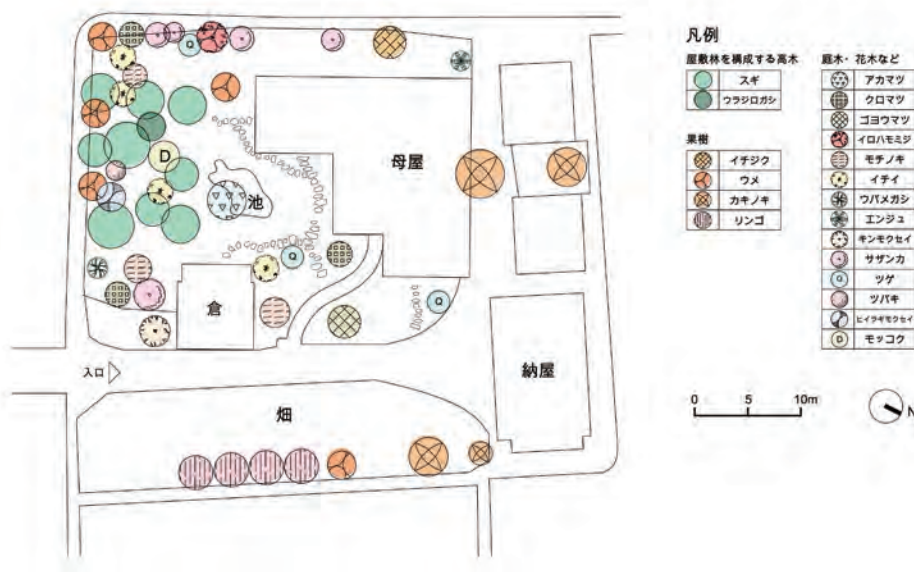 母屋
池
D
Q
Q
Q
倉
入口
畑
納屋
凡例
屋敷林を構成する高木
スギ
ウラジロガシ
果樹
イチジク
ウメ
カキノキ
リンゴ
庭木・花木など
アカマツ
クロマツ
ゴヨウマツ
イロハモミジ
モチノキ
イチイ
ウバメガシ
エンジュ
キンモクセイ
サザンカ
Q ツゲ
ツバキ
ヒイラギモクセイ
D モッコク
0 5 10m
N